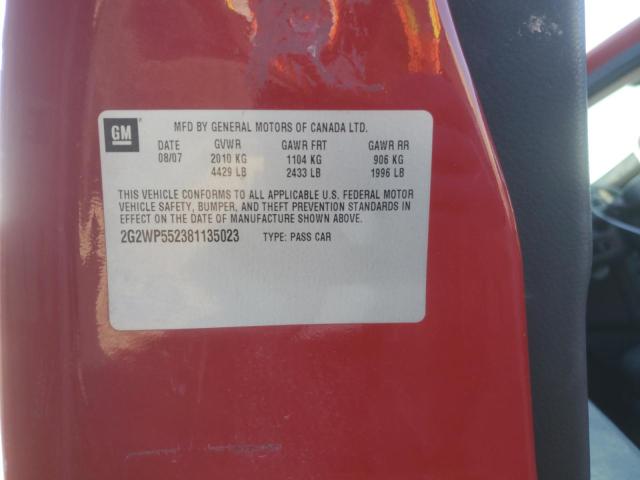 GM
MFD BY GENERAL MOTORS OF CANADA LTD.
DATE GVWR GAWR FRT GAWR RR
08/07 2010 KG 1104 KG 906 KG
4429 LB 2433 LB 1996 LB
THIS VEHICLE CONFORMS TO ALL APPLICABLE U.S. FEDERAL MOTOR
VEHICLE SAFETY, BUMPER, AND THEFT PREVENTION STANDARDS IN
EFFECT ON THE DATE OF MANUFACTURE SHOWN ABOVE.
2G2WP552381135023 TYPE: PASS CAR